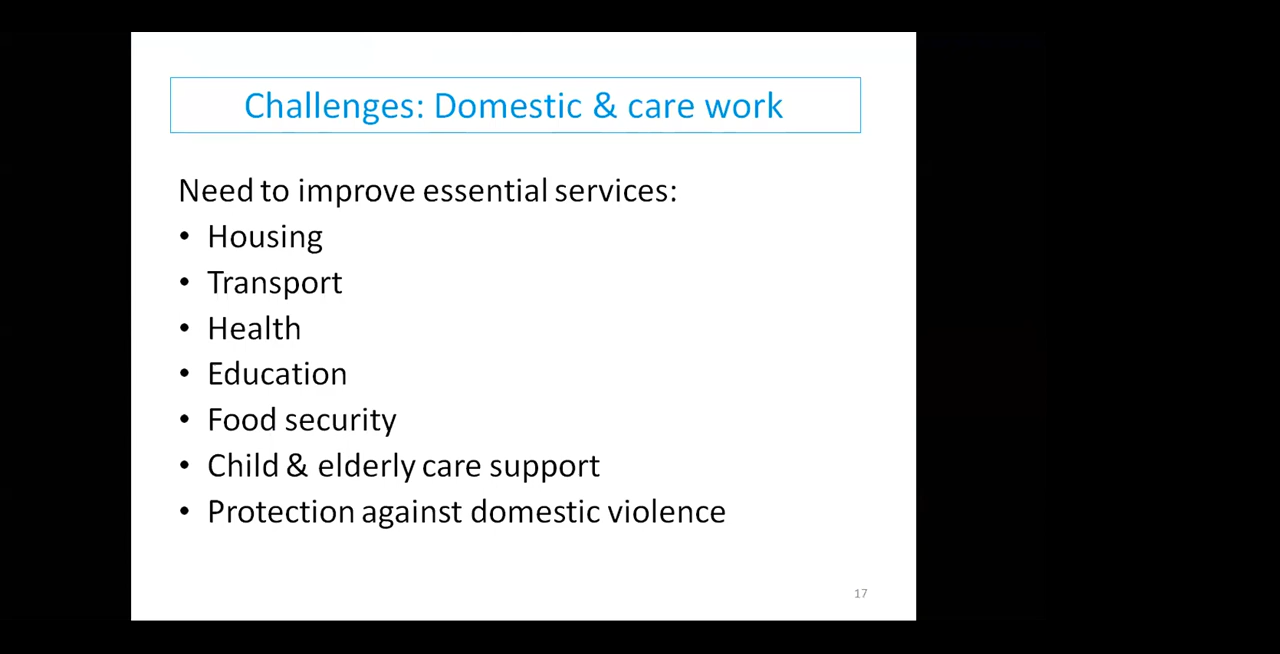 Challenges: Domestic & care work
Need to improve essential services:
• Housing
• Transport
• Health
• Education
• Food security
• Child & elderly care support
• Protection against domestic violence
17